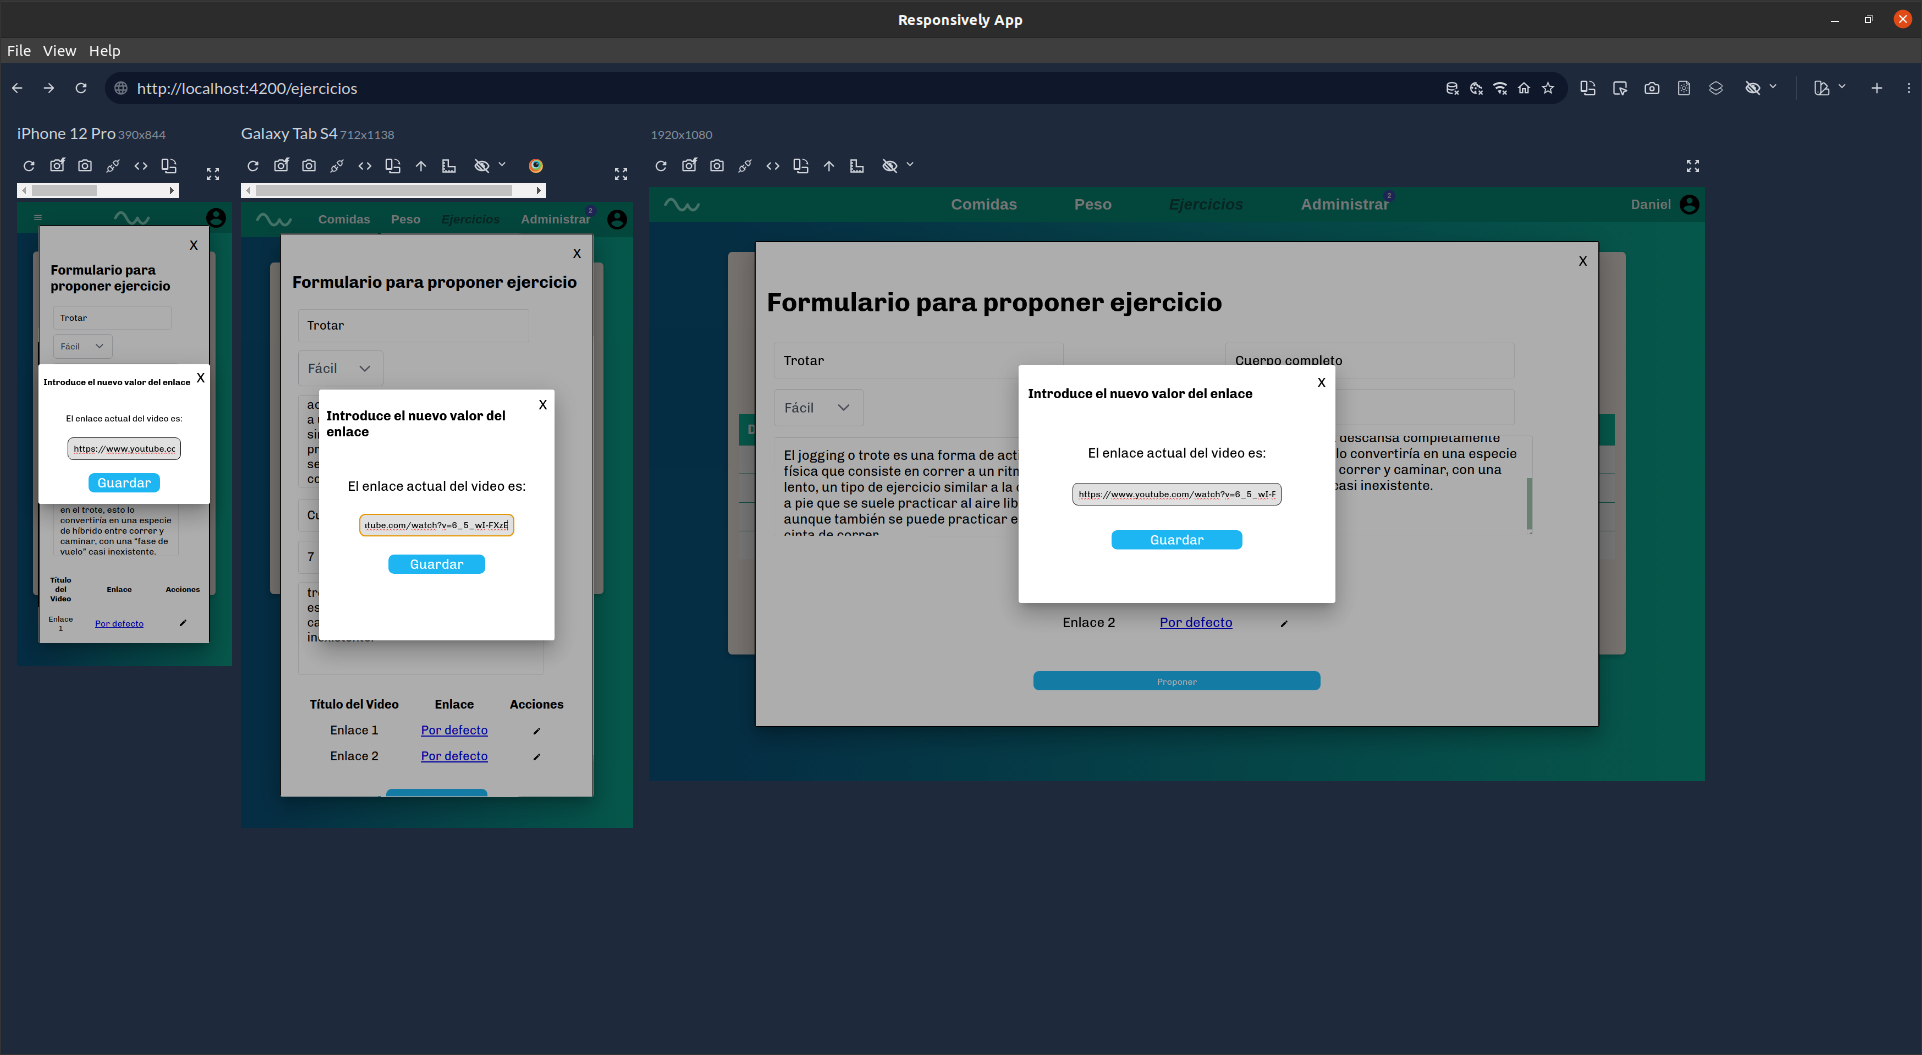 Responsively App
File View Help
http://localhost:4200/ejercicios
iPhone 12 Pro 390x844
X
Formulario para
proponer ejercicio
Trotar
Fácil
X
Introduce el nuevo valor del enlace
El enlace actual del video es:
https://www.youtube.cc
Guardar
en el trote, esto lo
convertiría en una especie
de híbrido entre correr y
caminar, con una "fase de
vuelo" casi inexistente.
Título del Video Enlace Acciones
Enlace 1 Por defecto
Galaxy Tab S4 712x1138
Comidas Peso Ejercicios Administrar 2
X
Formulario para proponer ejercicio
Trotar
Fácil
X
Introduce el nuevo valor del
enlace
El enlace actual del video es:
itube.com/watch?v=6_5_wI-FXzE
Guardar
7
Título del Video Enlace Acciones
Enlace 1 Por defecto
Enlace 2 Por defecto
1920x1080
Comidas Peso Ejercicios Administrar 2 Daniel
X
Formulario para proponer ejercicio
Trotar
Cuerpo completo
Fácil
El jogging o trote es una forma de act
física que consiste en correr a un ritn
lento, un tipo de ejercicio similar a la c
a pie que se suele practicar al aire lib
aunque también se puede practicar e
cinta de correr
descansa completamente
lo convertiría en una especie
correr y caminar, con una
casi inexistente.
X
Introduce el nuevo valor del enlace
El enlace actual del video es:
https://www.youtube.com/watch?v=6_5_wI-F
Guardar
Enlace 2 Por defecto
Proponer